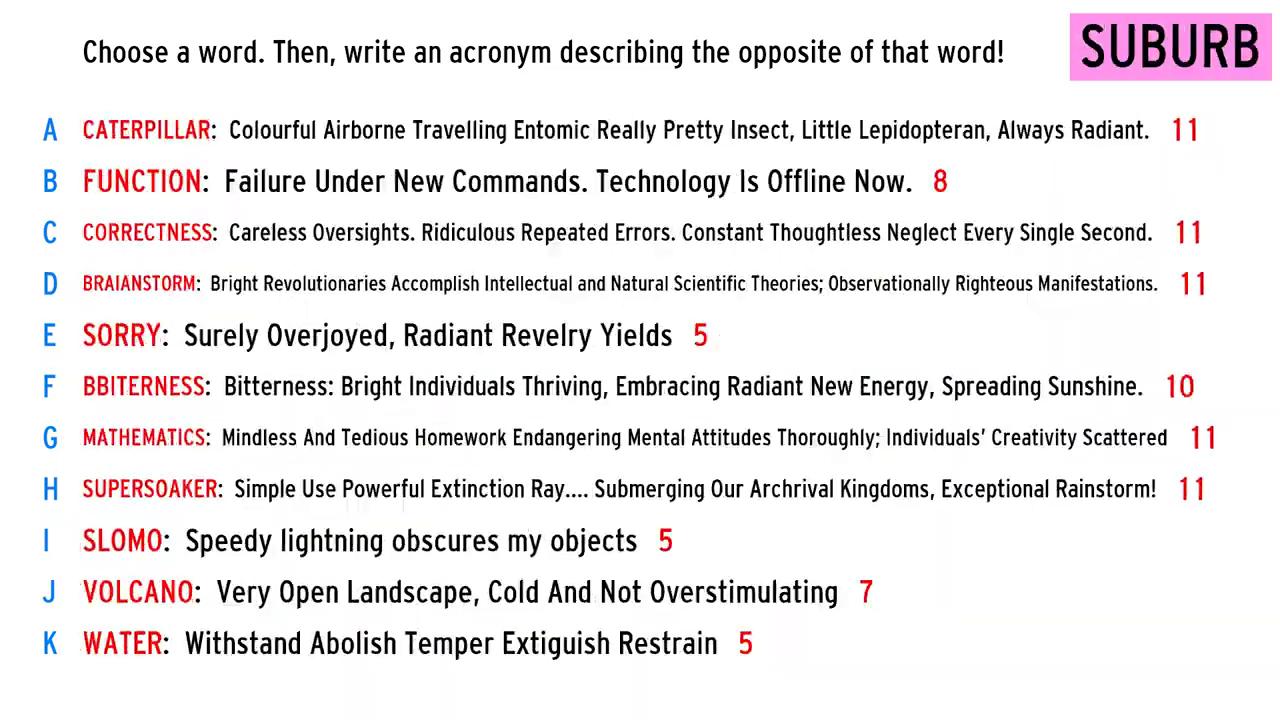 Choose a word. Then, write an acronym describing the opposite of that word!
SUBURB
A CATERPILLAR: Colourful Airborne Travelling Entomic Really Pretty Insect, Little Lepidopteran, Always Radiant. 11
B FUNCTION: Failure Under New Commands. Technology Is Offline Now. 8
C CORRECTNESS: Careless Oversights. Ridiculous Repeated Errors. Constant Thoughtless Neglect Every Single Second. 11
D BRAIANSTORM: Bright Revolutionaries Accomplish Intellectual and Natural Scientific Theories; Observationally Righteous Manifestations. 11
E SORRY: Surely Overjoyed, Radiant Revelry Yields 5
F BBITERNESS: Bitterness: Bright Individuals Thriving, Embracing Radiant New Energy, Spreading Sunshine. 10
G MATHEMATICS: Mindless And Tedious Homework Endangering Mental Attitudes Thoroughly; Individuals’ Creativity Scattered 11
H SUPERSOAKER: Simple Use Powerful Extinction Ray.... Submerging Our Archrival Kingdoms, Exceptional Rainstorm! 11
I SLOMO: Speedy lightning obscures my objects 5
J VOLCANO: Very Open Landscape, Cold And Not Overstimulating 7
K WATER: Withstand Abolish Temper Extiguish Restrain 5